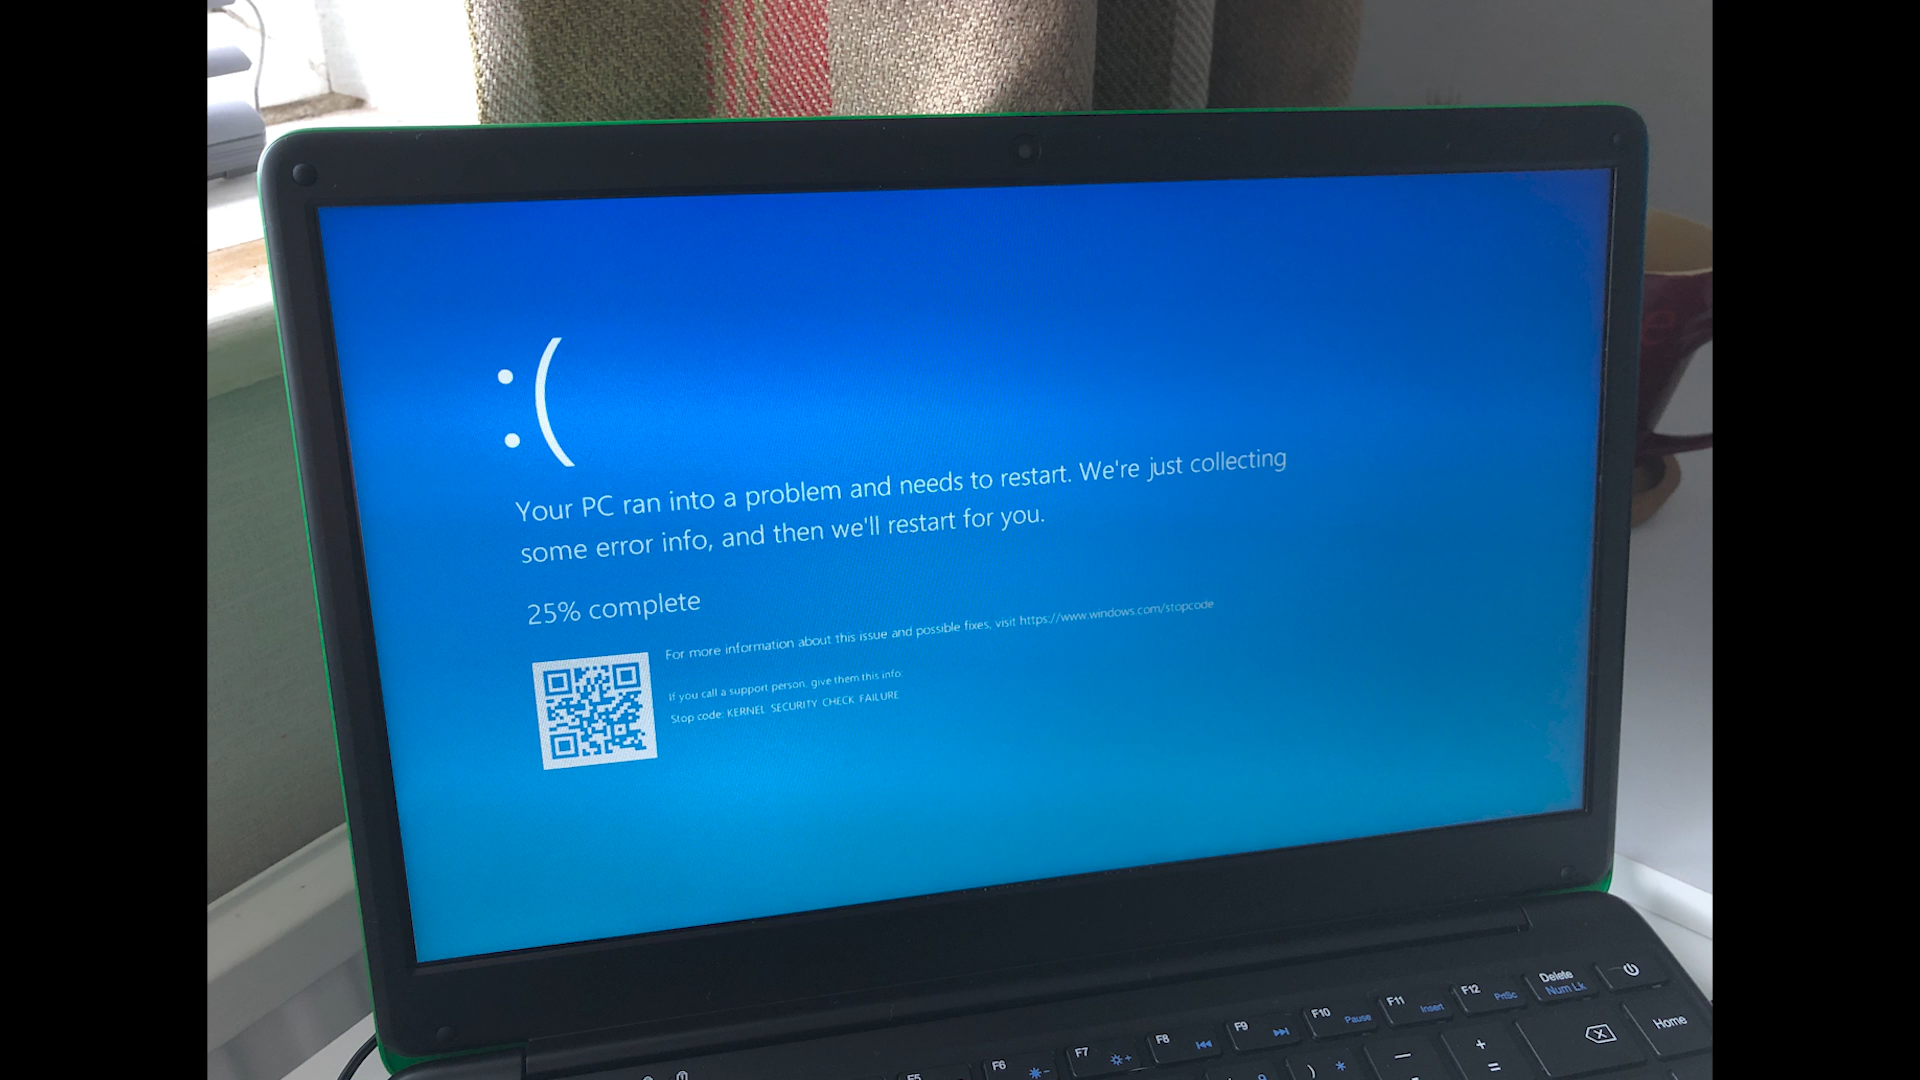 :(
Your PC ran into a problem and needs to restart. We're just collecting
some error info, and then we'll restart for you.
25% complete
For more information about this issue and possible fixes, visit https://www.windows.com/stopcode
If you call a support person, give them this info:
Stop code: KERNEL SECURITY CHECK FAILURE
Delete
Num Lk
F12 PrtSc
F11 Insert
F10 Pause
F9
F8
F7
F6
F5
Home
+
=
—
)
*